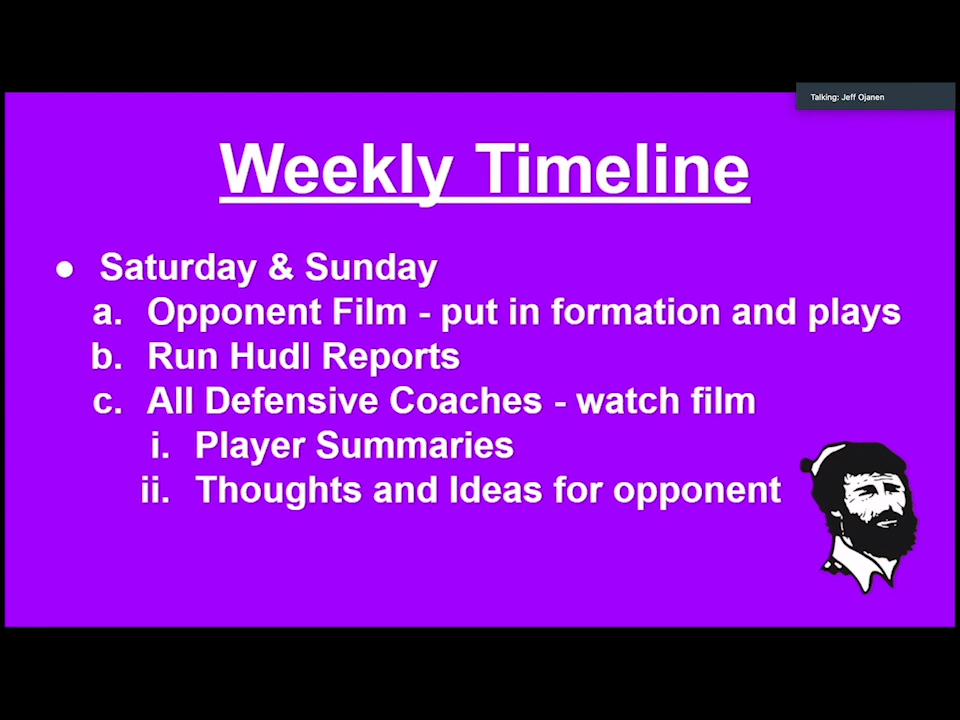 Talking: Jeff Ojanen
Weekly Timeline
● Saturday & Sunday
a. Opponent Film - put in formation and plays
b. Run Hudl Reports
c. All Defensive Coaches - watch film
i. Player Summaries
ii. Thoughts and Ideas for opponent